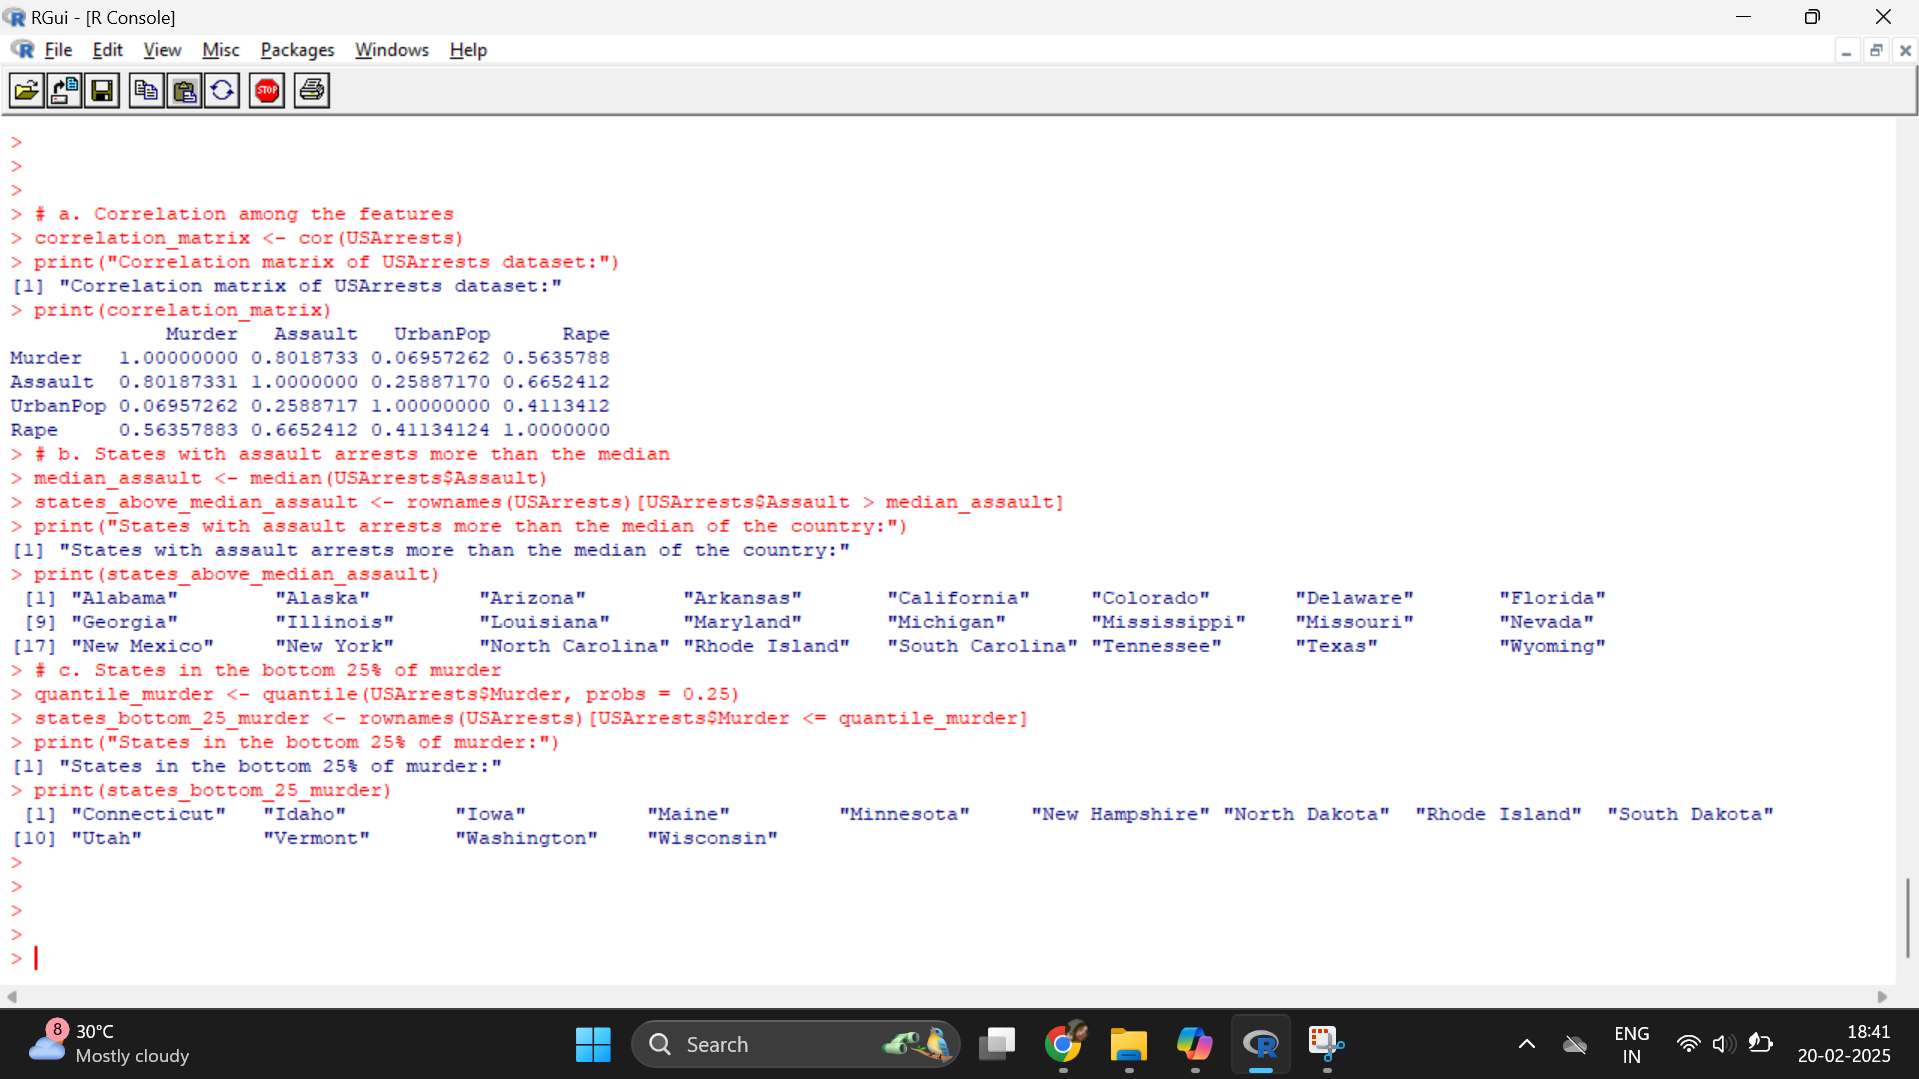 RGui - [R Console]
File Edit View Misc Packages Windows Help
STOP
>
>
>
> # a. Correlation among the features
> correlation_matrix <- cor(USArrests)
> print("Correlation matrix of USArrests dataset:")
[1] "Correlation matrix of USArrests dataset:"
> print(correlation_matrix)
             Murder   Assault   UrbanPop      Rape
Murder   1.00000000 0.8018733 0.06957262 0.5635788
Assault  0.80187331 1.0000000 0.25887170 0.6652412
UrbanPop 0.06957262 0.2588717 1.00000000 0.4113412
Rape     0.56357883 0.6652412 0.41134124 1.0000000
> # b. States with assault arrests more than the median
> median_assault <- median(USArrests$Assault)
> states_above_median_assault <- rownames(USArrests)[USArrests$Assault > median_assault]
> print("States with assault arrests more than the median of the country:")
[1] "States with assault arrests more than the median of the country:"
> print(states_above_median_assault)
 [1] "Alabama"        "Alaska"         "Arizona"        "Arkansas"       "California"     "Colorado"       "Delaware"       "Florida"
 [9] "Georgia"        "Illinois"       "Louisiana"      "Maryland"       "Michigan"       "Mississippi"    "Missouri"       "Nevada"
[17] "New Mexico"     "New York"       "North Carolina" "Rhode Island"   "South Carolina" "Tennessee"      "Texas"          "Wyoming"
> # c. States in the bottom 25% of murder
> quantile_murder <- quantile(USArrests$Murder, probs = 0.25)
> states_bottom_25_murder <- rownames(USArrests)[USArrests$Murder <= quantile_murder]
> print("States in the bottom 25% of murder:")
[1] "States in the bottom 25% of murder:"
> print(states_bottom_25_murder)
 [1] "Connecticut"   "Idaho"         "Iowa"          "Maine"         "Minnesota"     "New Hampshire" "North Dakota"  "Rhode Island"  "South Dakota"
[10] "Utah"          "Vermont"       "Washington"    "Wisconsin"
>
>
>
>
>
8 30°C
Mostly cloudy
Search
ENG
IN
18:41
20-02-2025